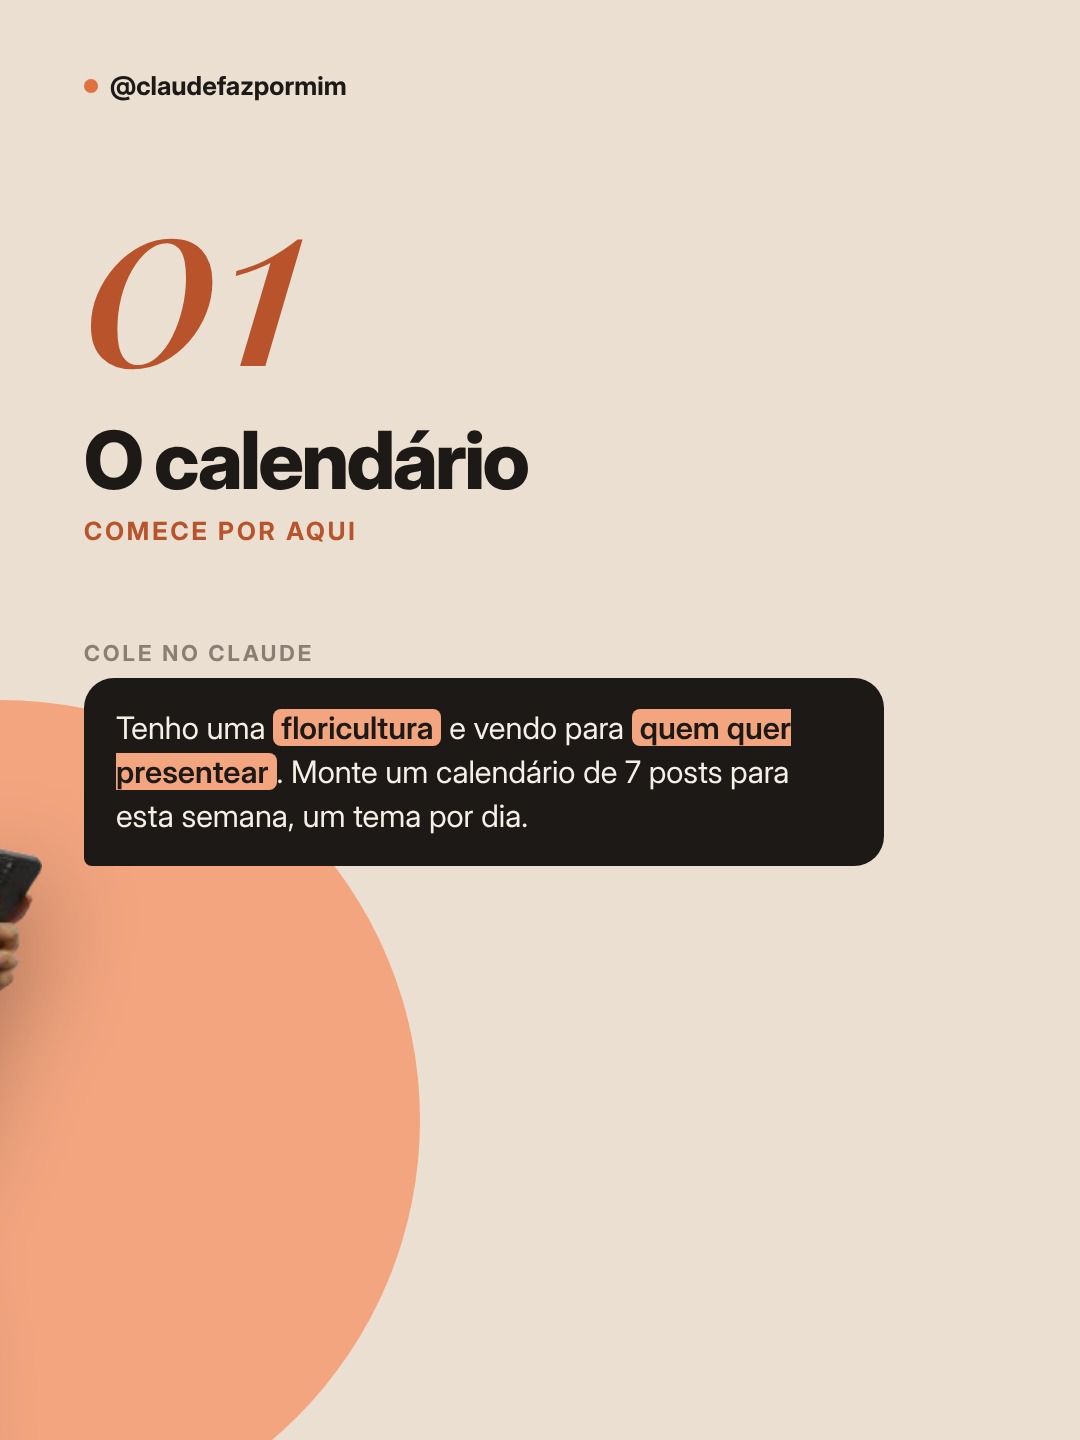 @claudefazpormim
01
O calendário
COMECE POR AQUI
COLE NO CLAUDE
Tenho uma floricultura e vendo para quem quer
presentear . Monte um calendário de 7 posts para
esta semana, um tema por dia.